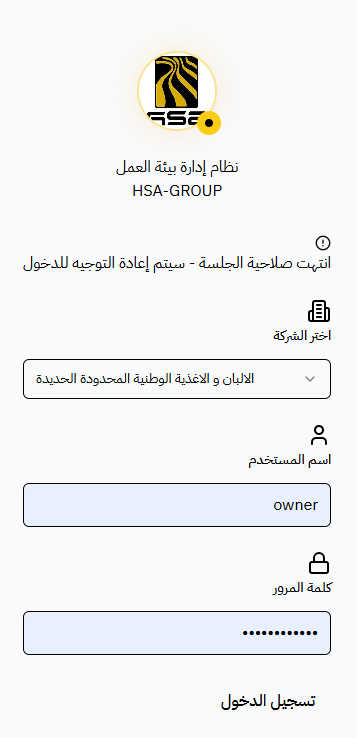 HSA
نظام إدارة بيئة العمل
HSA-GROUP
انتهت صلاحية الجلسة - سيتم إعادة التوجيه للدخول
اختر الشركة
الالبان و الاغذية الوطنية المحدودة الحديدة
اسم المستخدم
owner
كلمة المرور
••••••••••••
تسجيل الدخول